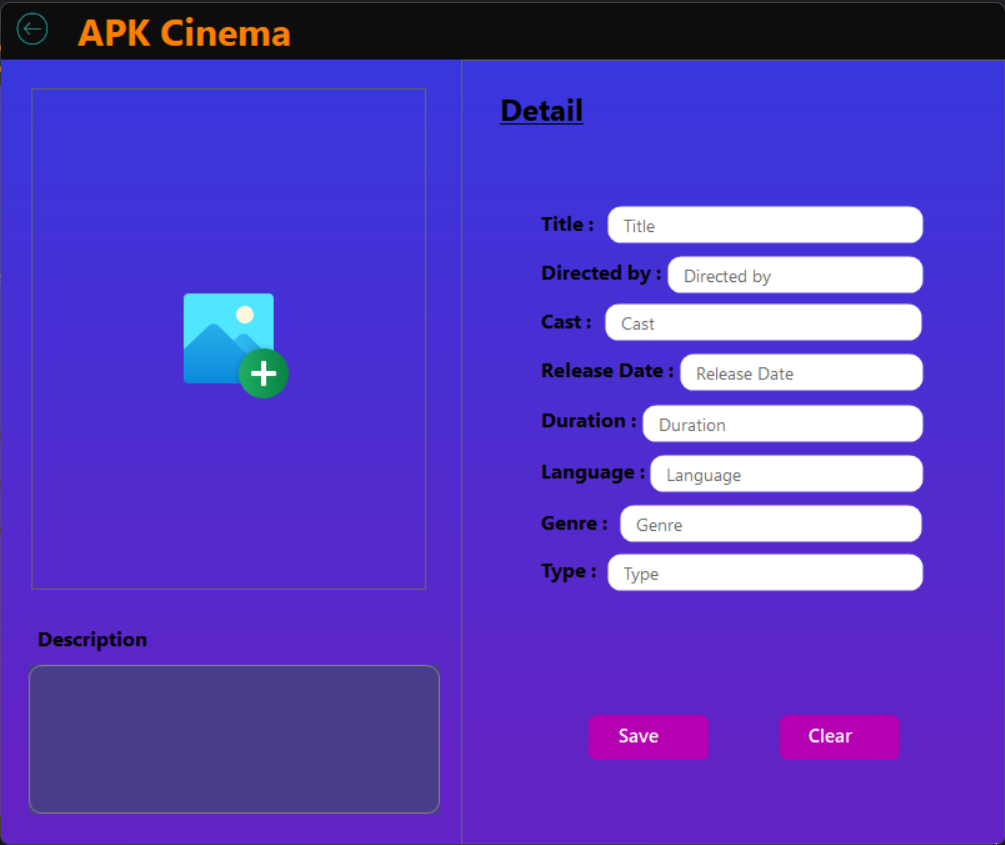 APK Cinema
Detail
Title : Title
Directed by : Directed by
Cast : Cast
Release Date : Release Date
Duration : Duration
Language : Language
Genre : Genre
Type : Type
Description
Save
Clear